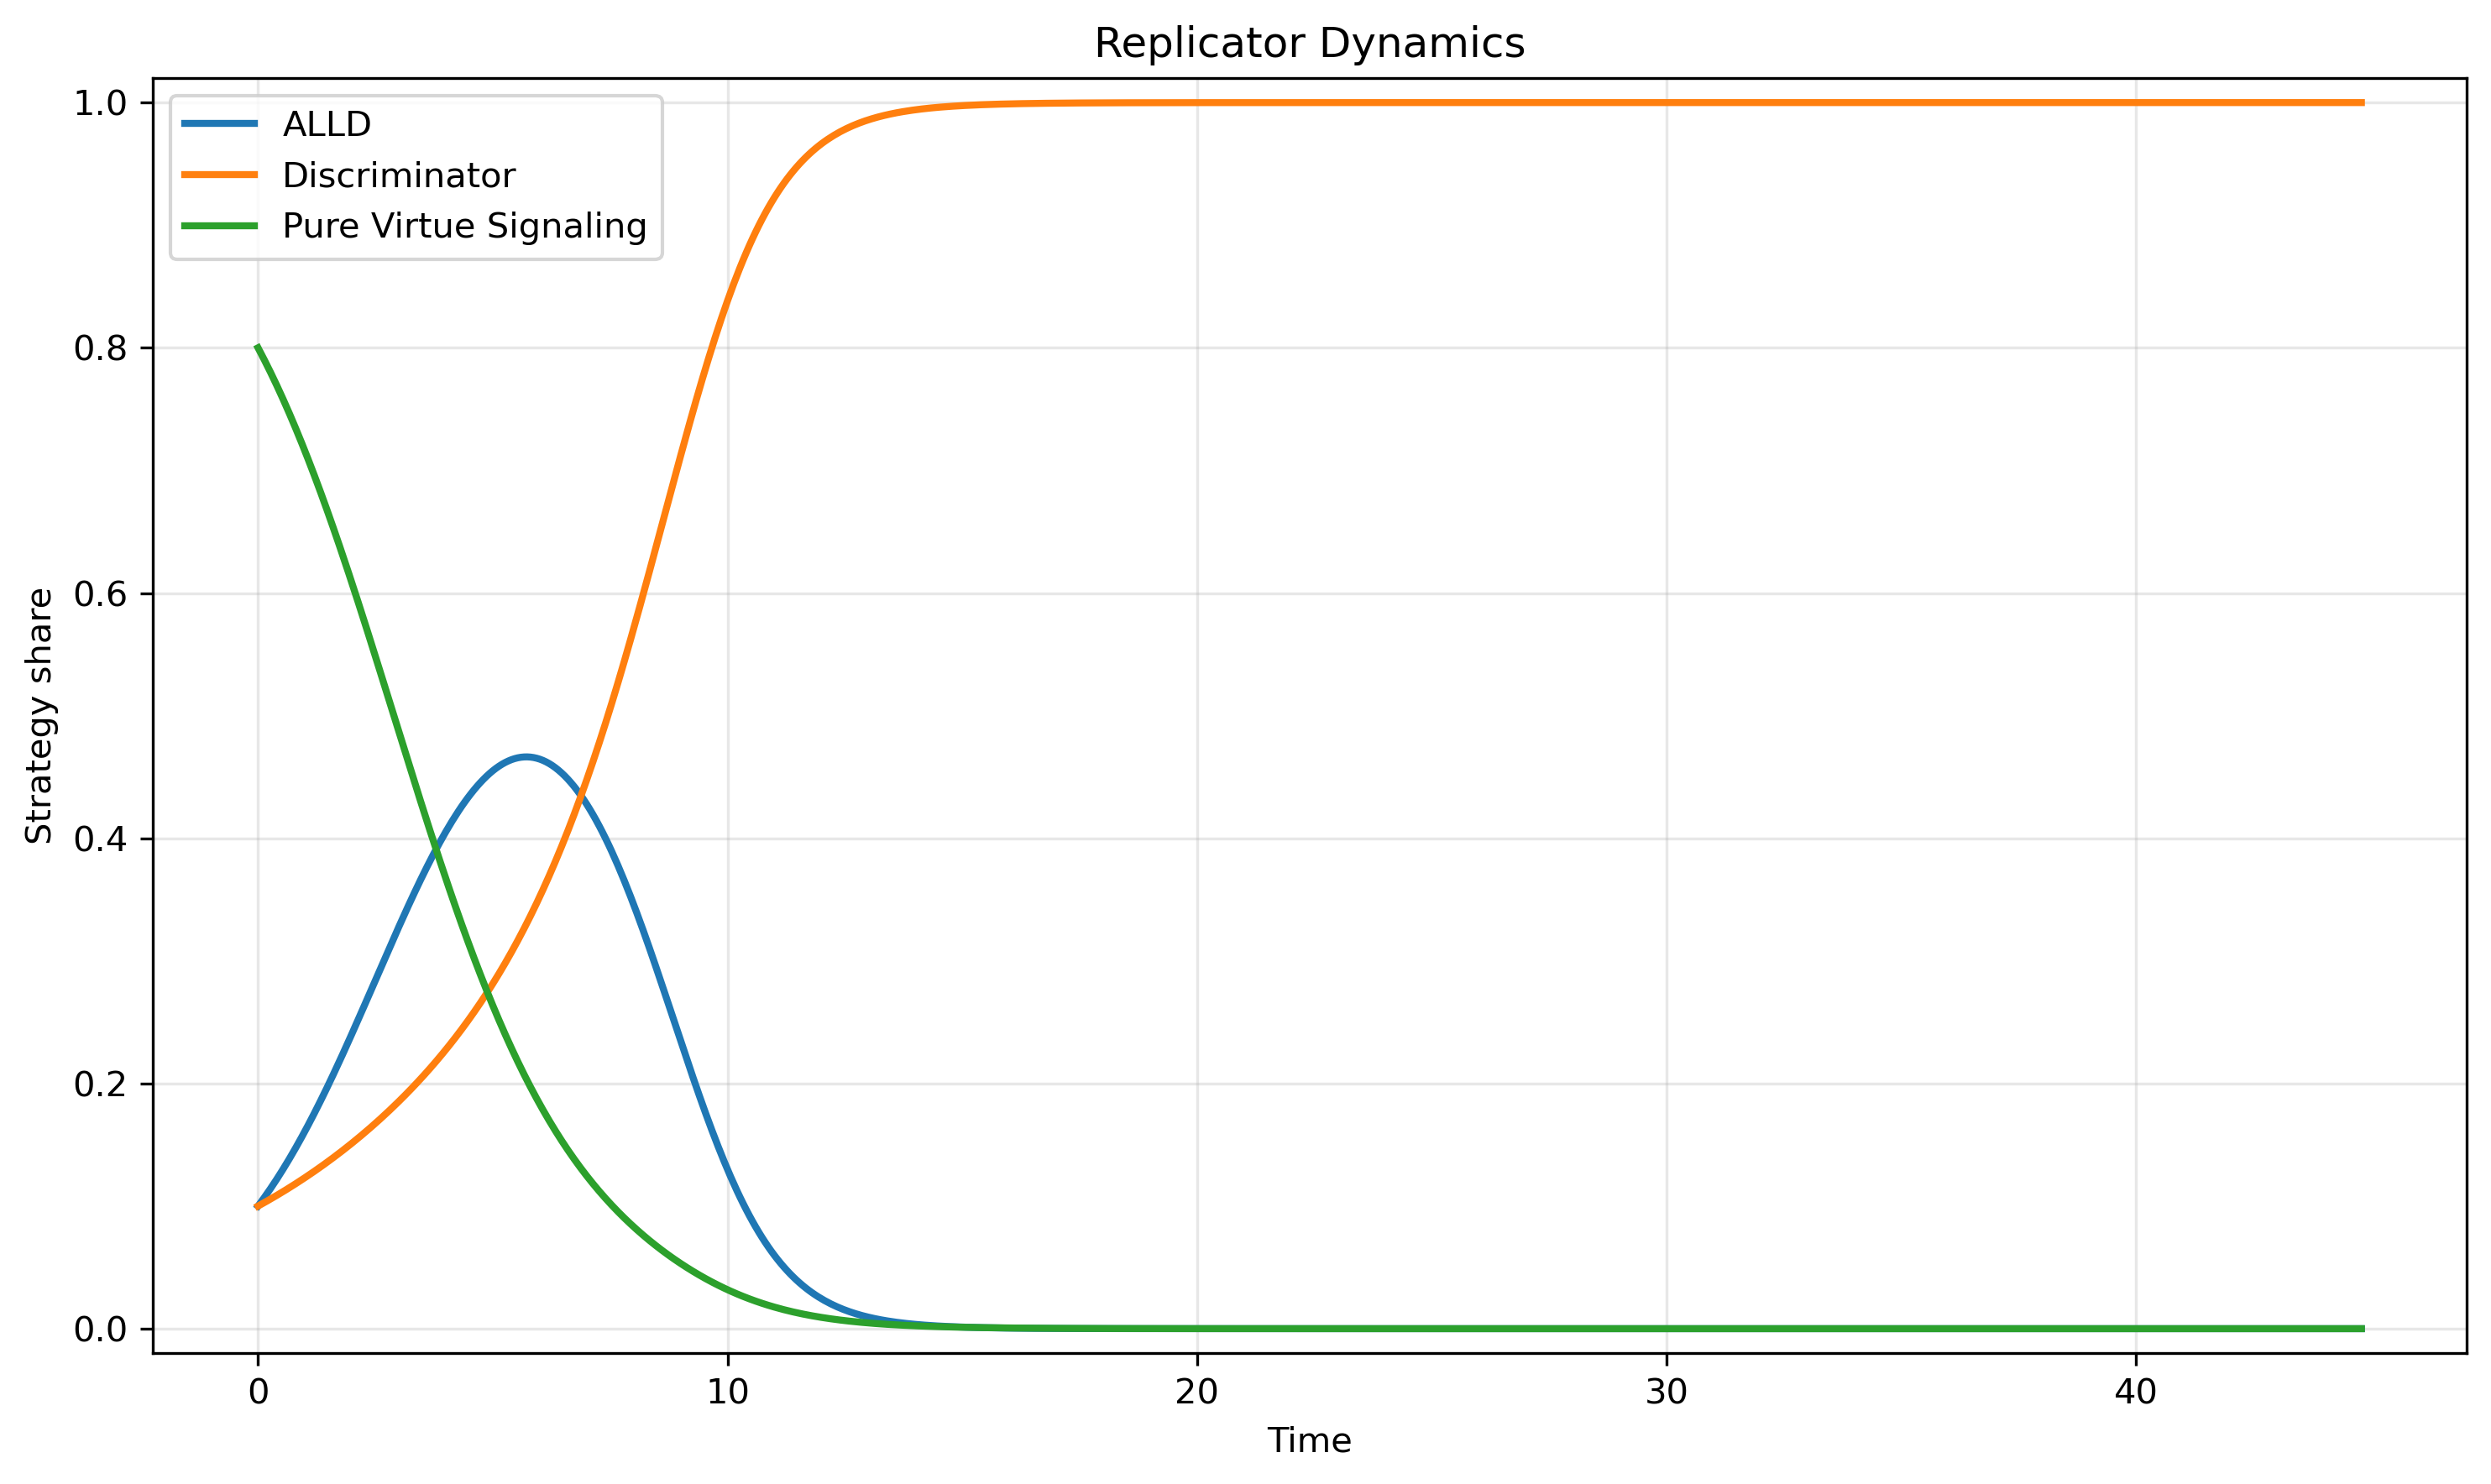 Replicator Dynamics
ALLD
Discriminator
Pure Virtue Signaling
Strategy share
1.0
0.8
0.6
0.4
0.2
0.0
0 10 20 30 40
Time